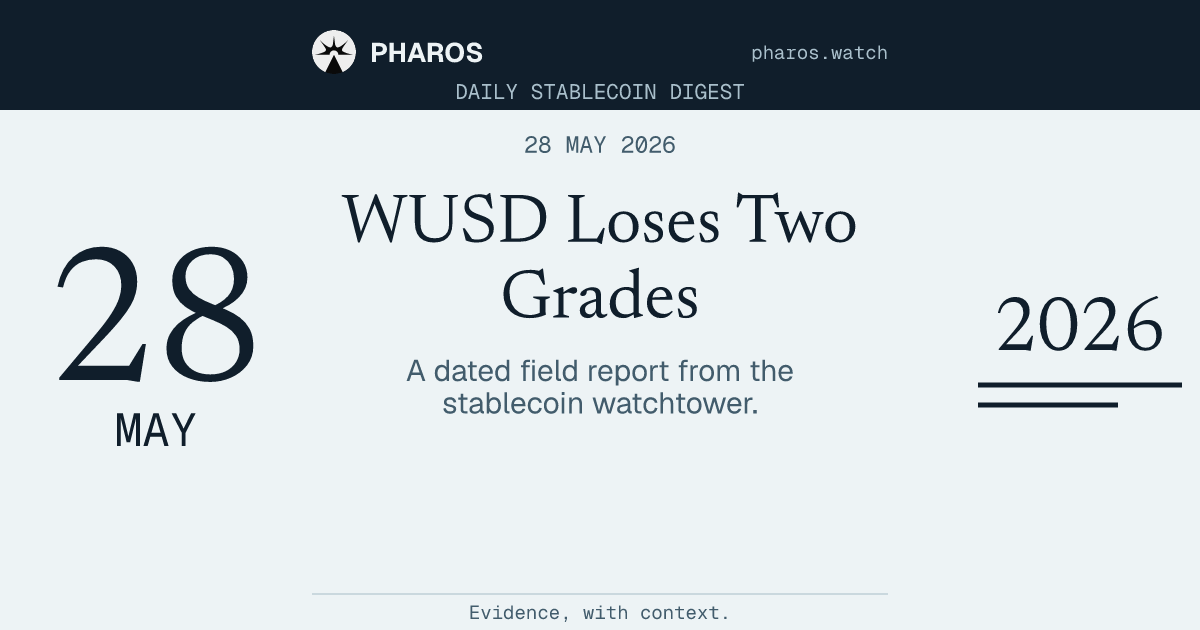 PHAROS
pharos.watch
DAILY STABLECOIN DIGEST
28 MAY 2026
WUSD Loses Two
Grades
A dated field report from the
stablecoin watchtower.
28
MAY
2026
Evidence, with context.